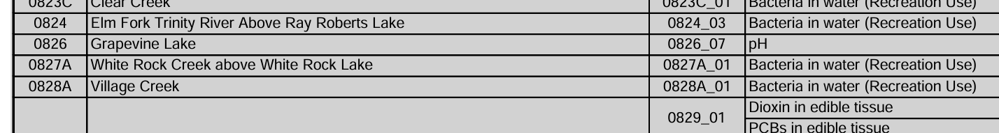 0823C Clear Creek 0823C_01 Bacteria in water (Recreation Use)
0824 Elm Fork Trinity River Above Ray Roberts Lake 0824_03 Bacteria in water (Recreation Use)
0826 Grapevine Lake 0826_07 pH
0827A White Rock Creek above White Rock Lake 0827A_01 Bacteria in water (Recreation Use)
0828A Village Creek 0828A_01 Bacteria in water (Recreation Use)
0829_01 Dioxin in edible tissue
PCBs in edible tissue